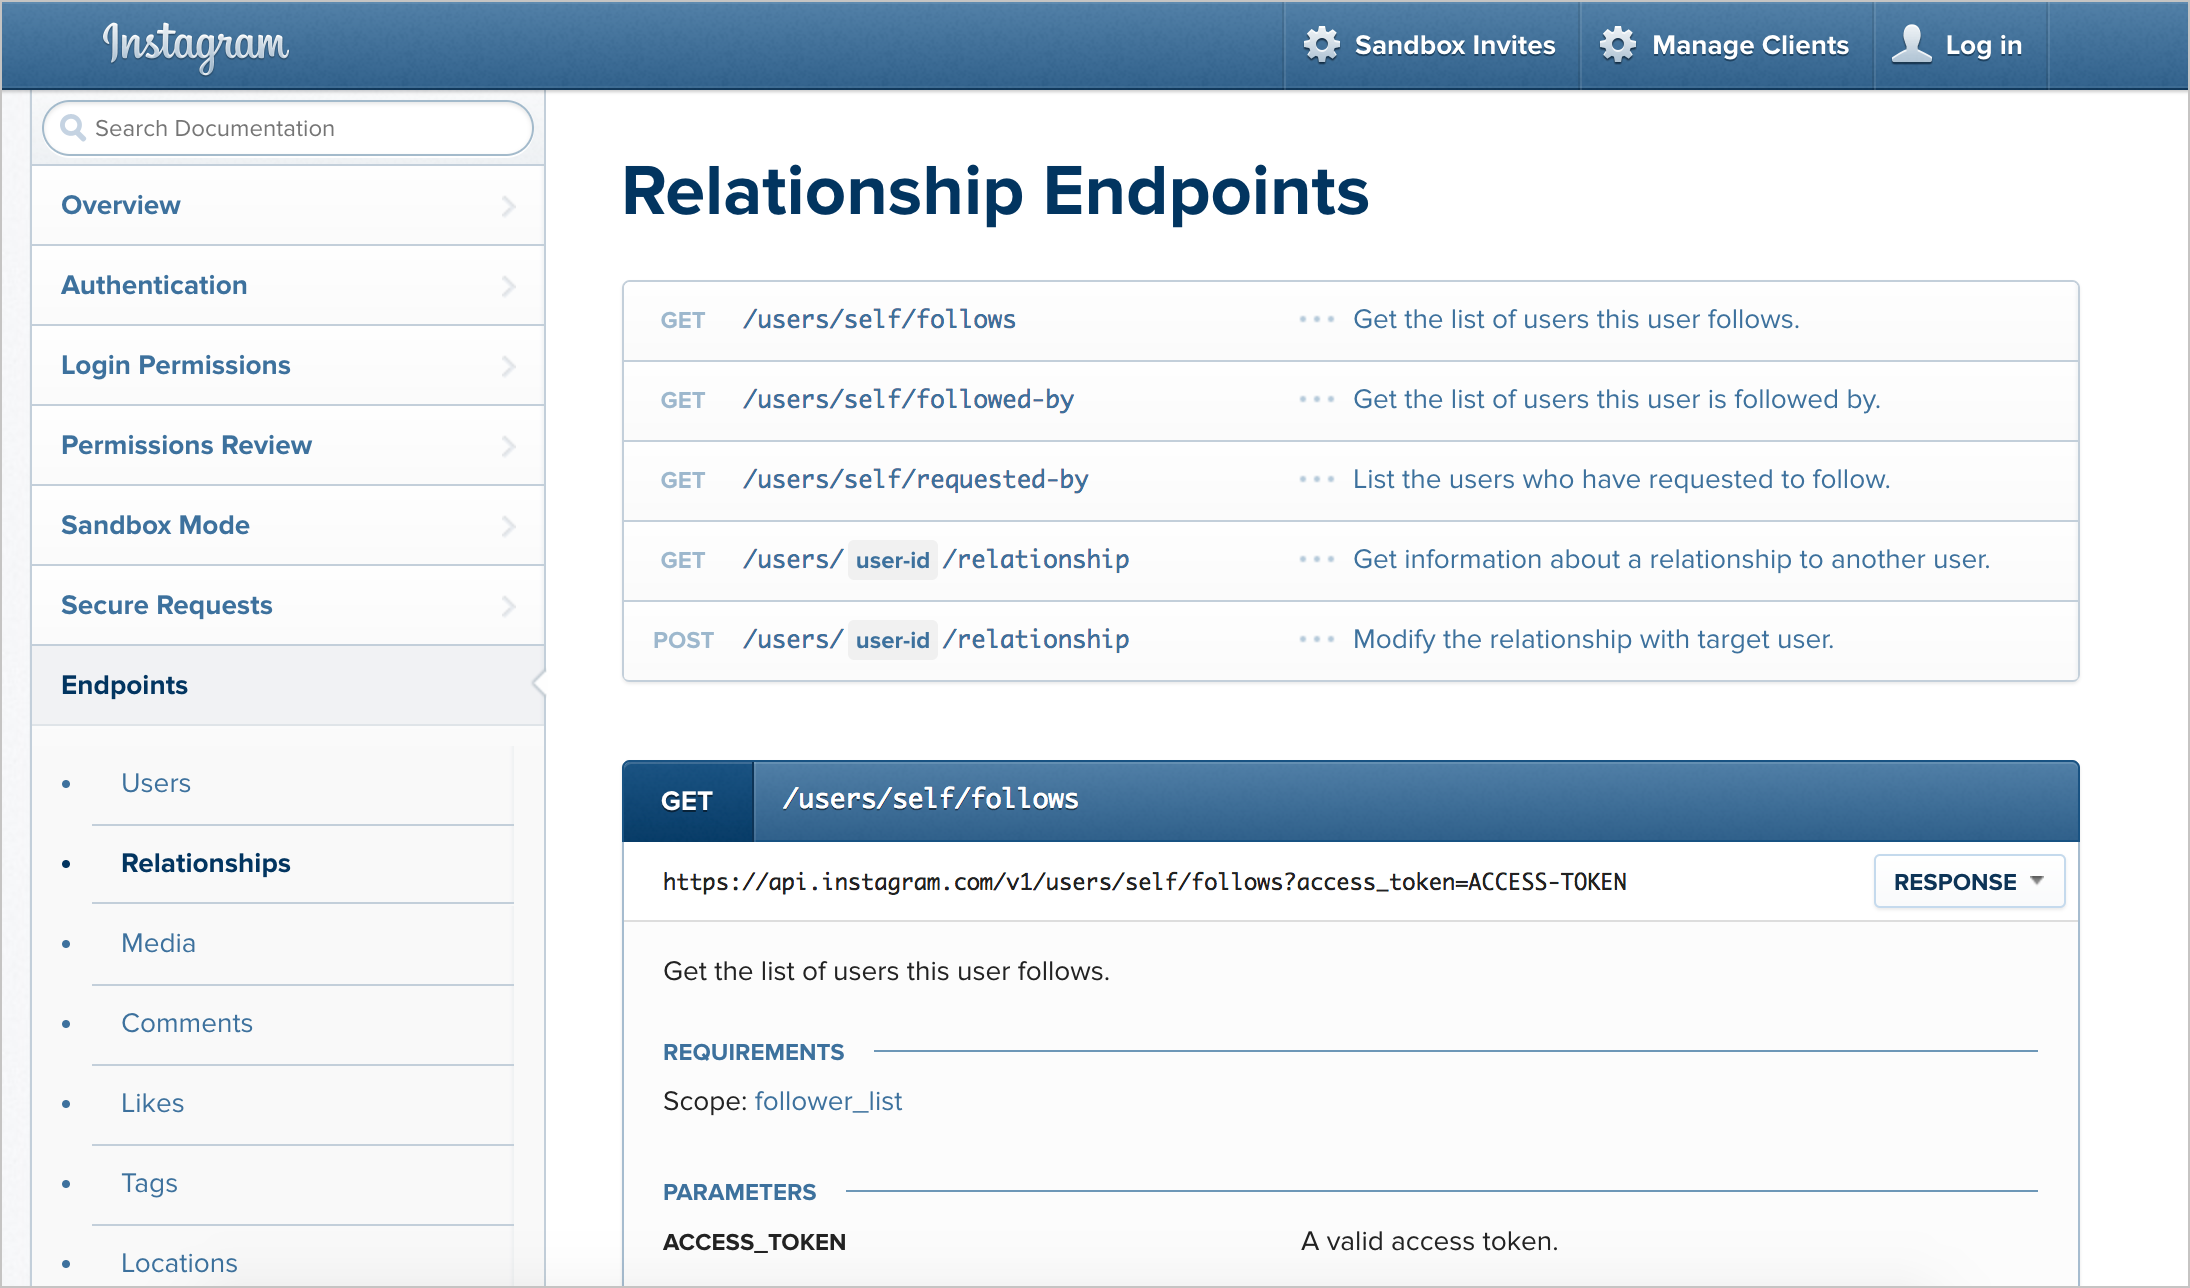 Instagram
Sandbox Invites
Manage Clients
Log in
Search Documentation
Overview
Authentication
Login Permissions
Permissions Review
Sandbox Mode
Secure Requests
Endpoints
• Users
• Relationships
• Media
• Comments
• Likes
• Tags
• Locations
Relationship Endpoints
GET /users/self/follows ••• Get the list of users this user follows.
GET /users/self/followed-by ••• Get the list of users this user is followed by.
GET /users/self/requested-by ••• List the users who have requested to follow.
GET /users/ user-id /relationship ••• Get information about a relationship to another user.
POST /users/ user-id /relationship ••• Modify the relationship with target user.
GET /users/self/follows
https://api.instagram.com/v1/users/self/follows?access_token=ACCESS-TOKEN
RESPONSE
Get the list of users this user follows.
REQUIREMENTS
Scope: follower_list
PARAMETERS
ACCESS_TOKEN A valid access token.